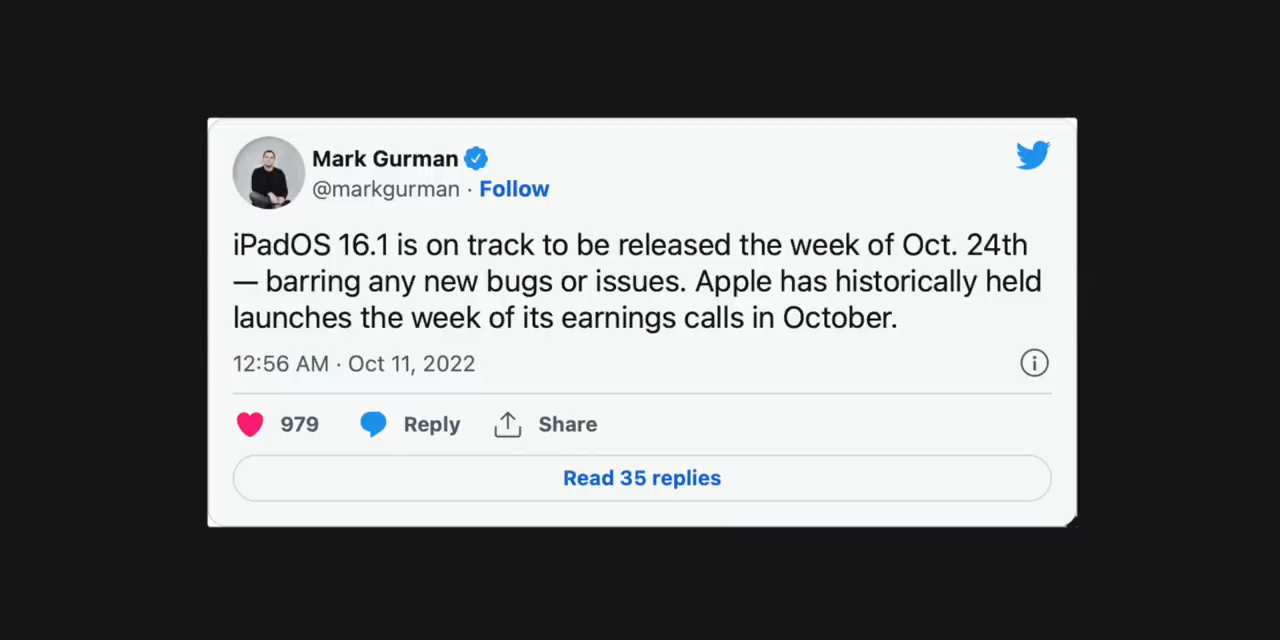 Mark Gurman
@markgurman · Follow
iPadOS 16.1 is on track to be released the week of Oct. 24th
— barring any new bugs or issues. Apple has historically held
launches the week of its earnings calls in October.
12:56 AM · Oct 11, 2022
979 Reply Share
Read 35 replies